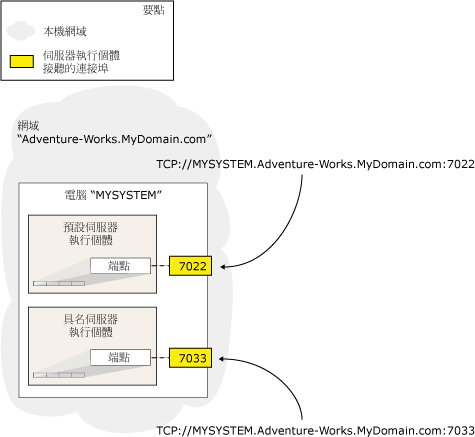 要點
本機網域
伺服器執行個體
接聽的連接埠
網域
“Adventure-Works.MyDomain.com”
TCP://MYSYSTEM.Adventure-Works.MyDomain.com:7022
電腦 “MYSYSTEM”
預設伺服器
執行個體
端點
7022
具名伺服器
執行個體
端點
7033
TCP://MYSYSTEM.Adventure-Works.MyDomain.com:7033